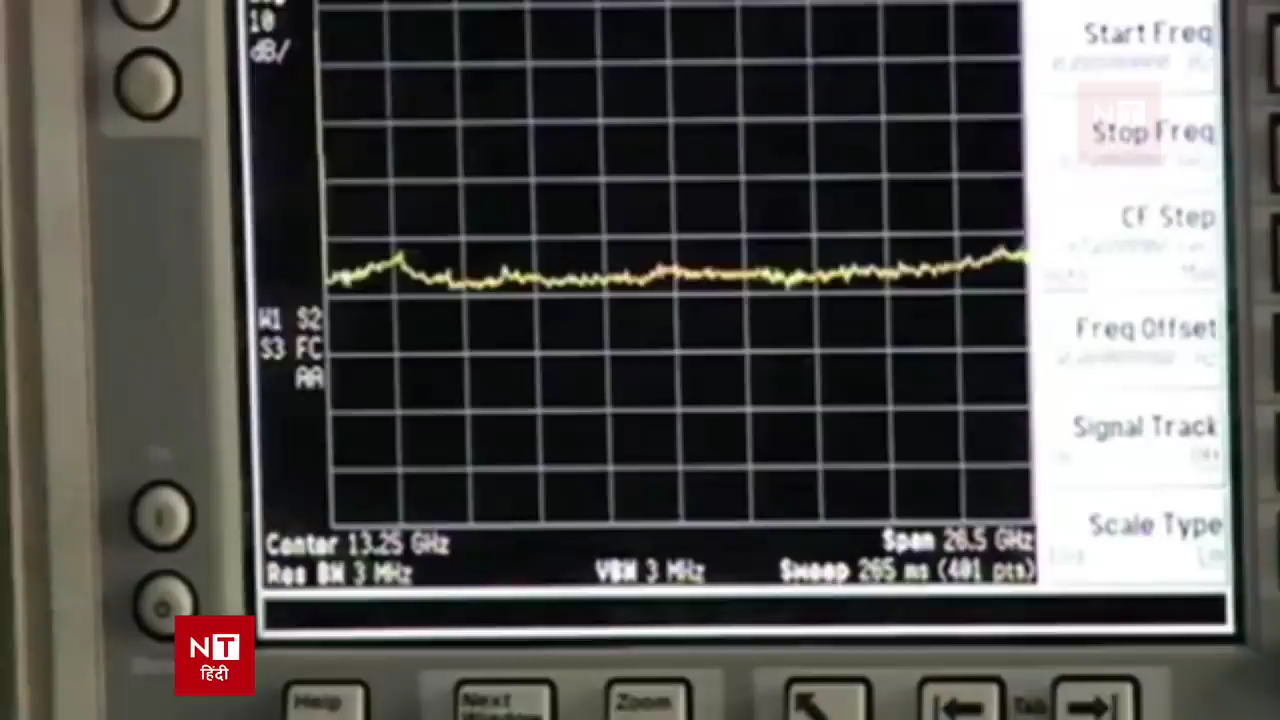 10
dB/
Start Freq
NT
Stop Freq
CF Step
Freq Offset
Signal Track
Scale Type
W1 S2
S3 FC
AA
Center 13.25 GHz
Span 26.5 GHz
Res BW 3 MHz
VBW 3 MHz
Sweep 265 ms (401 pts)
NT
हिंदी
Help
Next
Window
Zoom
Tab